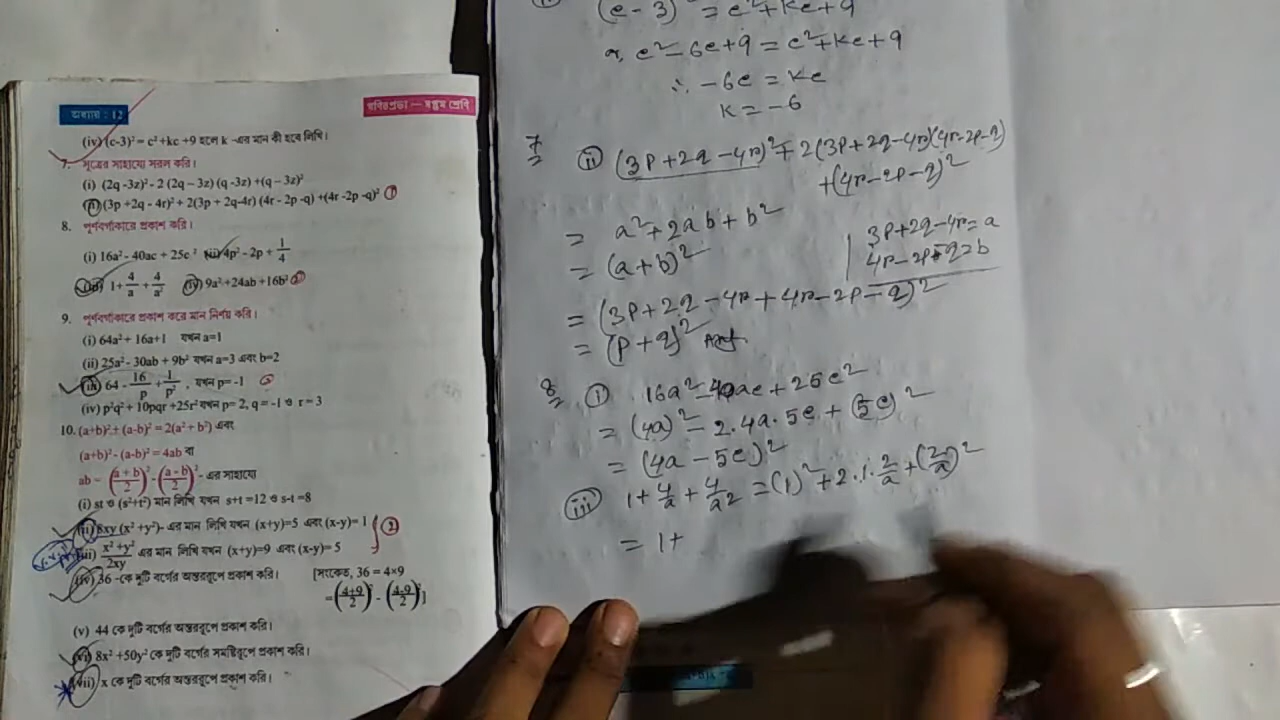 অধ্যায় : 12
গণিতপ্রভা — সপ্তম শ্রেণি
(iv) (c-3)² = c² + kc +9 হলে k -এর মান কী হবে লিখি।
7. সূত্রের সাহায্যে সরল করি।
(i) (2q -3z)² - 2 (2q – 3z) (q -3z) +(q – 3z)²
(ii) (3p +2q - 4r)² + 2(3p + 2q- 4r) (4r - 2p -q) +(4r -2p -q)²
8. পূর্ণবর্গাকারে প্রকাশ করি।
(i) 16a² - 40ac + 25c² (ii) 4p² - 2p + 1/4
(iii) 1+ 4/a + 4/a² (iv) 9a² +24ab +16b²
9. পূর্ণবর্গাকারে প্রকাশ করে মান নির্ণয় করি।
(i) 64a² + 16a+1 যখন a=1
(ii) 25a² - 30ab + 9b² যখন a=3 এবং b=2
(iii) 64 - 16/p + 1/p² , যখন p= -1
(iv) p²q² + 10pqr +25r² যখন p= 2, q = -1 ও r = 3
10. (a+b)² + (a-b)² = 2(a² + b²) এবং
(a+b)² - (a-b)² = 4ab বা
ab = ((a + b)/2)² - ((a – b)/2)² - এর সাহায্যে
(i) st ও (s²+t²) মান লিখি যখন s+t =12 ও s-t =8
(ii) 8xy (x² + y²)- এর মান লিখি যখন (x+y)=5 এবং (x-y)= 1
(iii) (x² + y²)/2xy এর মান লিখি যখন (x+y)=9 এবং (x-y)= 5
(iv) 36 -কে দুটি বর্গের অন্তররূপে প্রকাশ করি। [সংকেত, 36 = 4×9
= ((4+9)/2)² - ((4-9)/2)²]
(v) 44 কে দুটি বর্গের অন্তররূপে প্রকাশ করি।
(vi) 8x² +50y² কে দুটি বর্গের সমষ্টিরূপে প্রকাশ করি।
(vii) x কে দুটি বর্গের অন্তররূপে প্রকাশ করি।
(c - 3)² = c² + kc + 9
বা, c² - 6c + 9 = c² + kc + 9
∴ -6c = kc
k = -6
7 (ii) (3p + 2q - 4r)² + 2(3p + 2q - 4r)(4r - 2p - q)
+ (4r - 2p - q)²
= a² + 2ab + b²
3p + 2q - 4r = a
= (a + b)²
4r - 2p - q = b
= (3p + 2q - 4r + 4r - 2p - q)²
= (p + q)² Ans.
8 (i) 16a² - 40ac + 25c²
= (4a)² - 2.4a.5c + (5c)²
= (4a - 5c)²
(iii) 1 + 4/a + 4/a² = (1)² + 2.1.2/a + (2/a)²
= 1 +